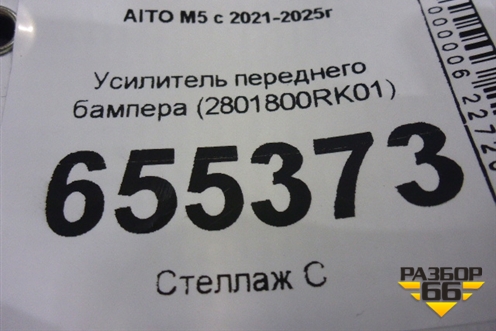 AITO M5 с 2021-2025г
Усилитель переднего
бампера (2801800RK01)
655373
Стеллаж С
РАЗБОР
66